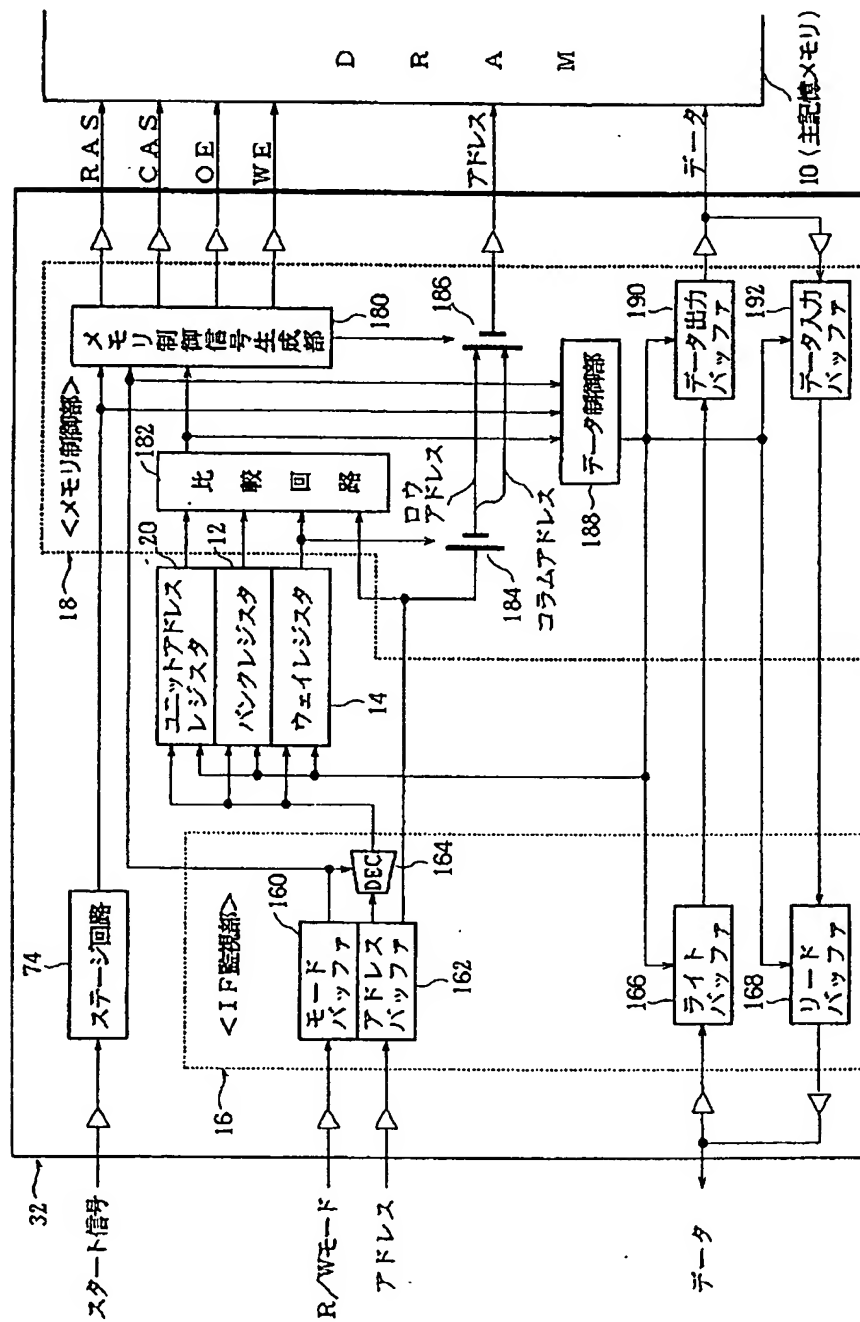 32
スタート信号
74
ステージ回路
18
<メモリ制御部>
メモリ制御信号生成部
180
RAS
CAS
OE
WE
D R A M
10(主記憶メモリ)
16
<IF監視部>
R/Wモード
アドレス
160
モード
バッファ
アドレス
バッファ
162
DEC
164
20
ユニットアドレス
レジスタ
12
バンクレジスタ
ウェイレジスタ
14
182
比較回路
184
ロウ
アドレス
コラムアドレス
186
アドレス
188
データ制御部
データ
166
ライト
バッファ
168
リード
バッファ
190
データ出力
バッファ
192
データ入力
バッファ
データ